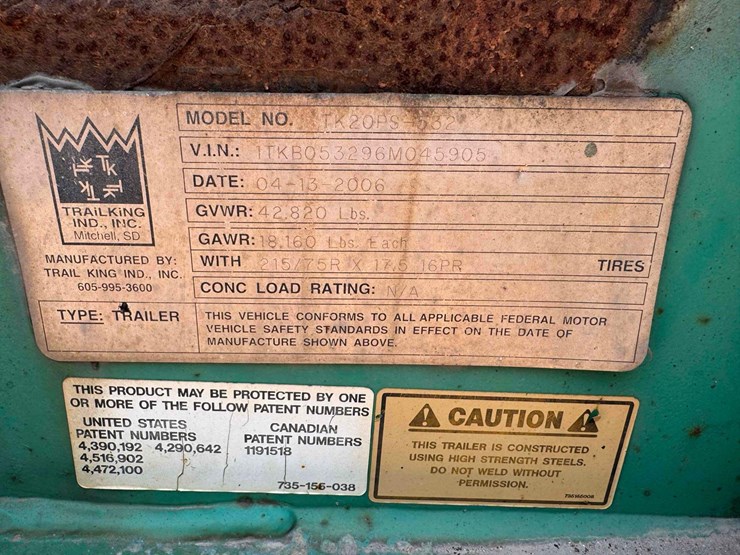 TK
TRAILKING
IND., INC.
Mitchell, SD
MANUFACTURED BY:
TRAIL KING IND., INC.
605-995-3600
TYPE: TRAILER
MODEL NO. TK20PS-532
V.I.N.: 1TKB053296M045905
DATE: 04-13-2006
GVWR: 42,820 Lbs.
GAWR: 18,160 Lbs. Each
WITH 215/75R X 17.5 16PR TIRES
CONC LOAD RATING: N/A
THIS VEHICLE CONFORMS TO ALL APPLICABLE FEDERAL MOTOR
VEHICLE SAFETY STANDARDS IN EFFECT ON THE DATE OF
MANUFACTURE SHOWN ABOVE.
THIS PRODUCT MAY BE PROTECTED BY ONE
OR MORE OF THE FOLLOW PATENT NUMBERS
UNITED STATES
PATENT NUMBERS
4,390,192 4,290,642
4,516,902
4,472,100
CANADIAN
PATENT NUMBERS
1191518
735-156-038
CAUTION
THIS TRAILER IS CONSTRUCTED
USING HIGH STRENGTH STEELS.
DO NOT WELD WITHOUT
PERMISSION.